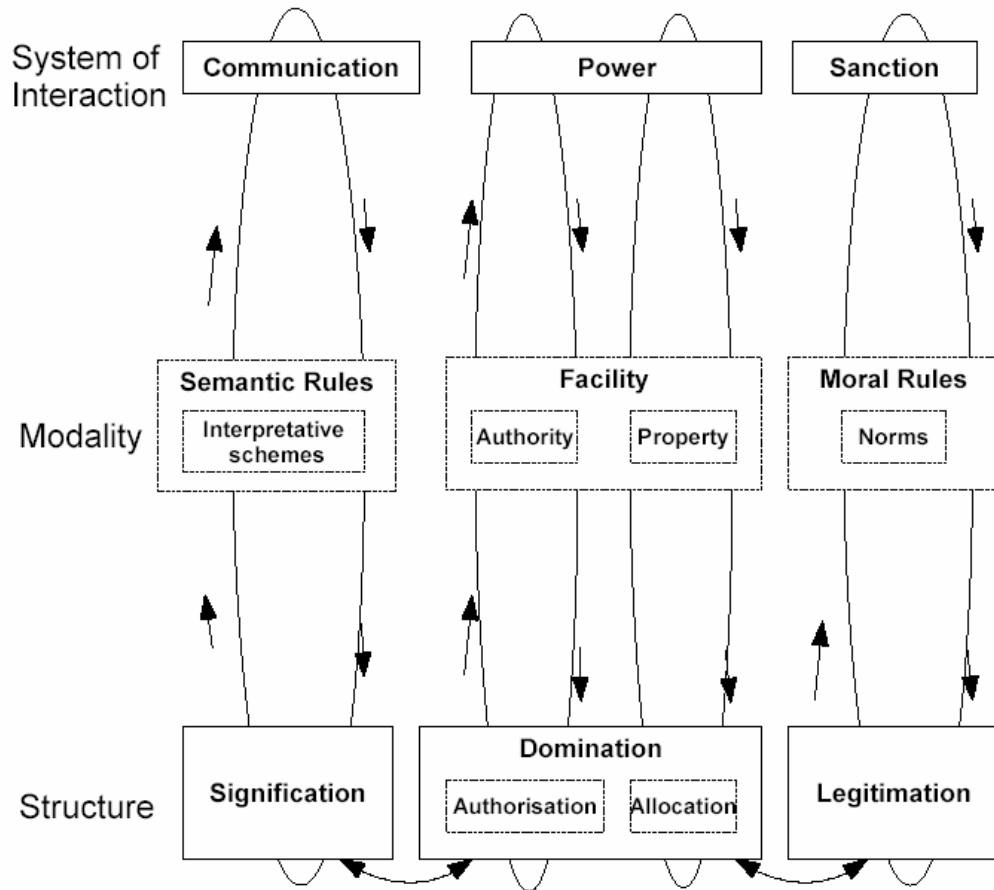 System of
Interaction
Communication
Power
Sanction
Modality
Semantic Rules
Interpretative
schemes
Facility
Authority
Property
Moral Rules
Norms
Structure
Signification
Domination
Authorisation
Allocation
Legitimation